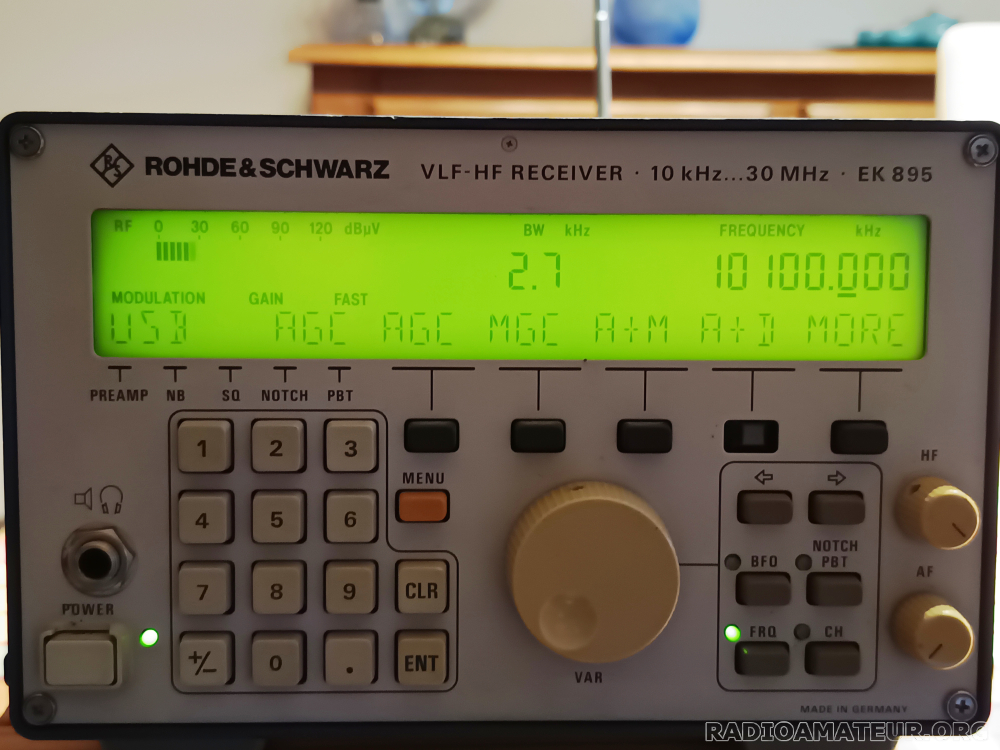 R&S ROHDE & SCHWARZ VLF-HF RECEIVER · 10 kHz...30 MHz · EK 895
RF 0 30 60 90 120 dBµV BW kHz FREQUENCY kHz
2.7 10 100.000
MODULATION GAIN FAST
USB AGC AGC MGC A+M A+D MORE
PREAMP NB SQ NOTCH PBT
1 2 3
MENU
HF
4 5 6
NOTCH
BFO PBT
AF
7 8 9 CLR
POWER
FRQ CH
+/- 0 . ENT
VAR
MADE IN GERMANY
RADIOAMATEUR.ORG